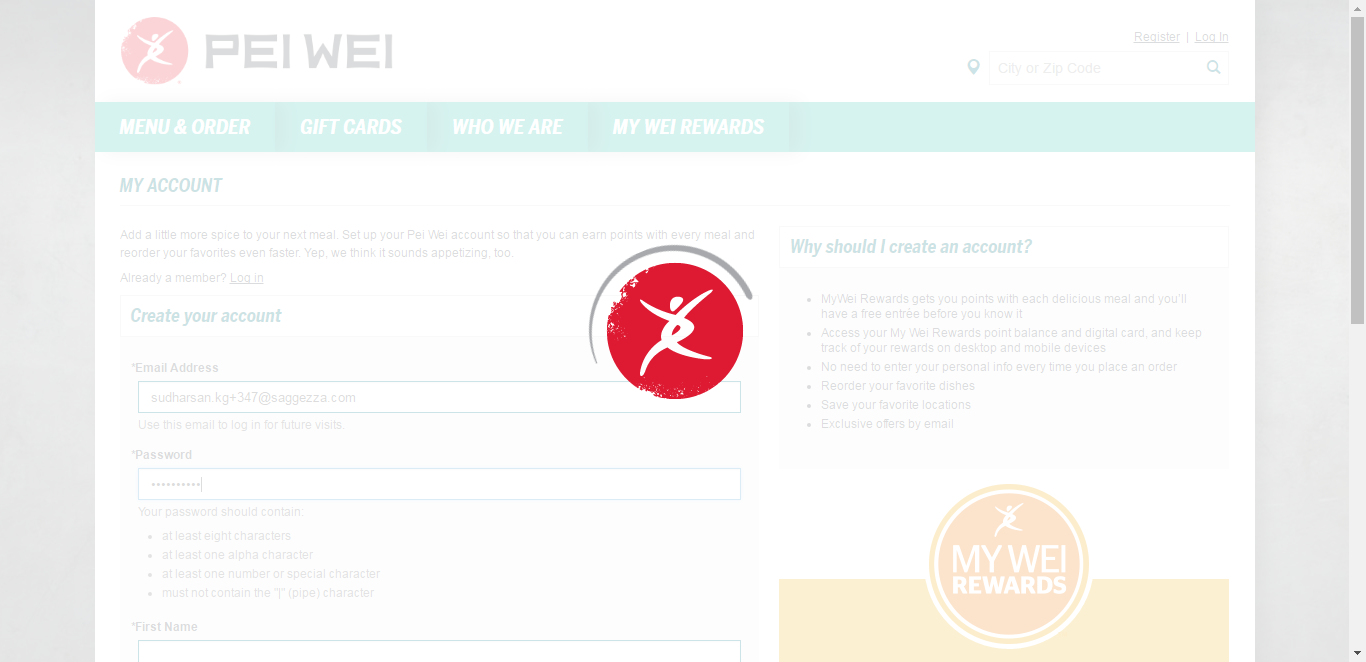 PEI WEI
Register | Log In
City or Zip Code
MENU & ORDER GIFT CARDS WHO WE ARE MY WEI REWARDS
MY ACCOUNT
Add a little more spice to your next meal. Set up your Pei Wei account so that you can earn points with every meal and
reorder your favorites even faster. Yep, we think it sounds appetizing, too.
Already a member? Log in
Create your account
*Email Address
sudharsan.kg+347@saggezza.com
Use this email to log in for future visits.
*Password
••••••••••
Your password should contain:
• at least eight characters
• at least one alpha character
• at least one number or special character
• must not contain the "|" (pipe) character
*First Name
Why should I create an account?
• MyWei Rewards gets you points with each delicious meal and you'll
have a free entrée before you know it
• Access your My Wei Rewards point balance and digital card, and keep
track of your rewards on desktop and mobile devices
• No need to enter your personal info every time you place an order
• Reorder your favorite dishes
• Save your favorite locations
• Exclusive offers by email
MY WEI
REWARDS